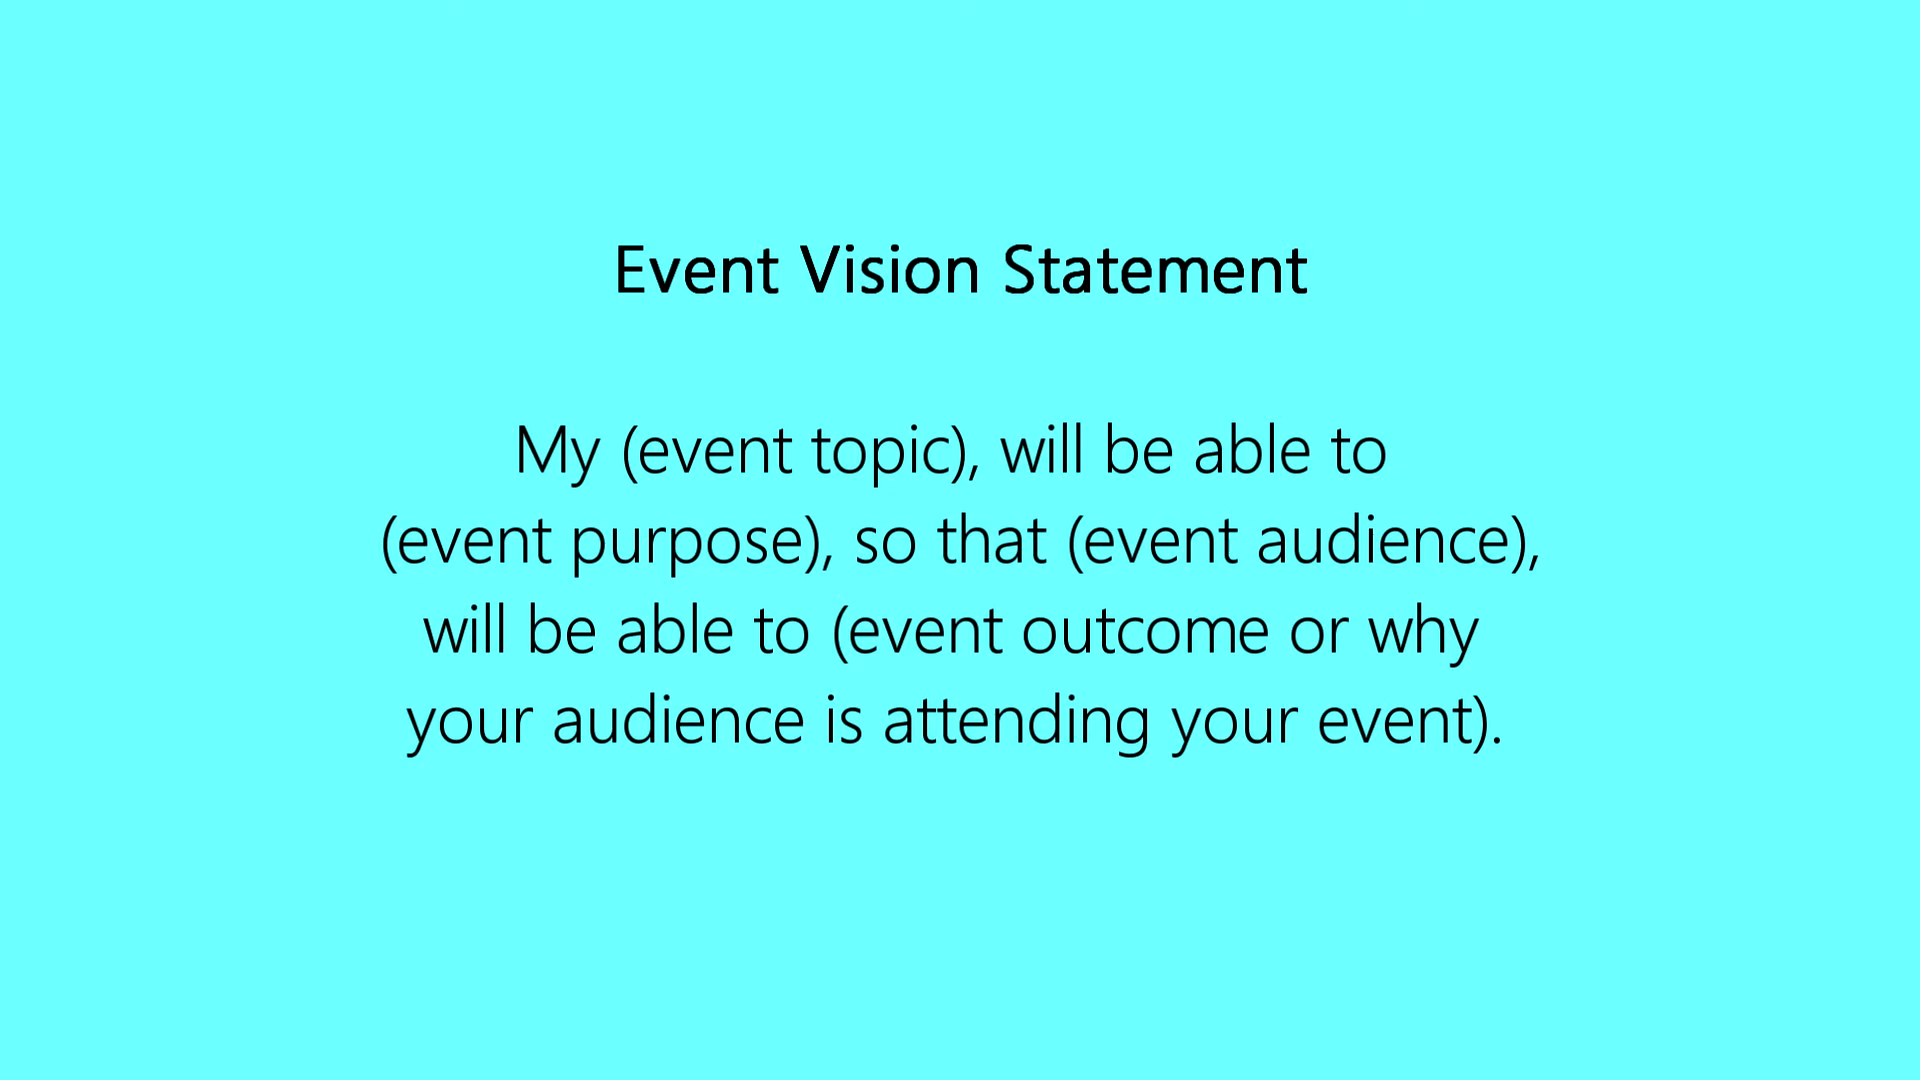 Event Vision Statement
My (event topic), will be able to
(event purpose), so that (event audience),
will be able to (event outcome or why
your audience is attending your event).